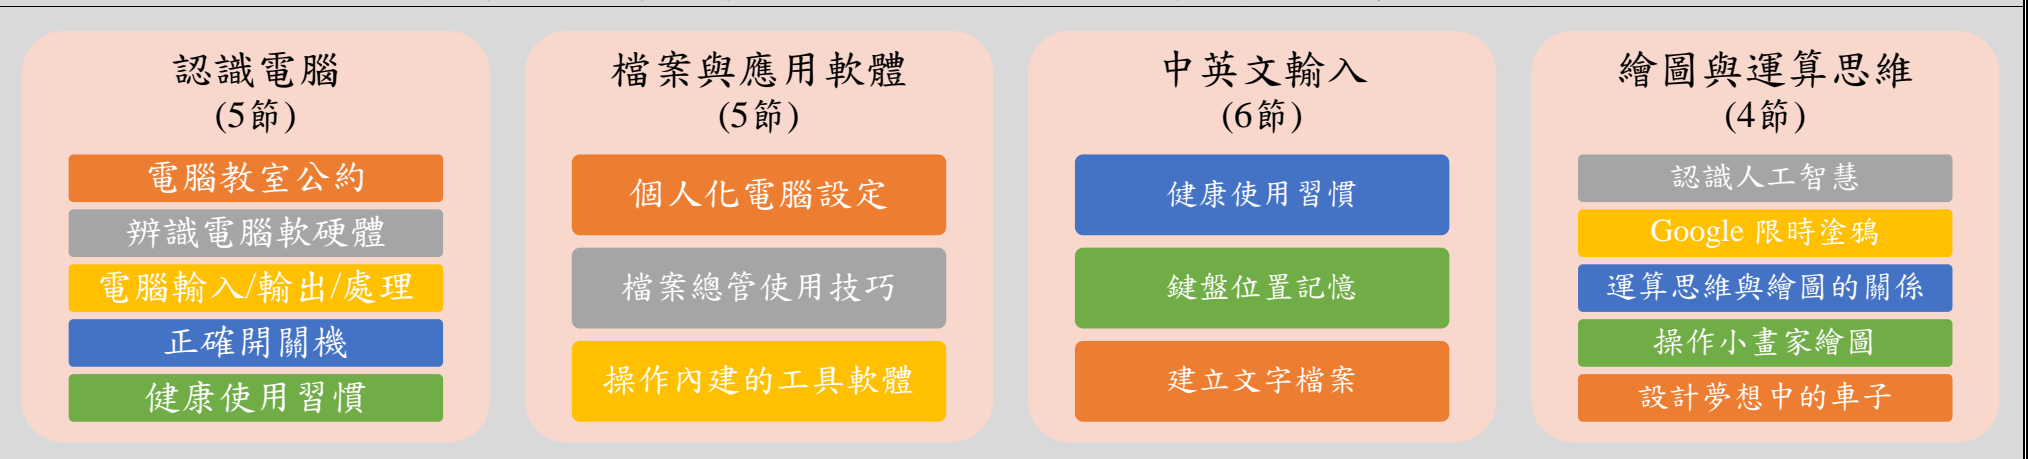 認識電腦
(5節)
電腦教室公約
辨識電腦軟硬體
電腦輸入/輸出/處理
正確開關機
健康使用習慣
檔案與應用軟體
(5節)
個人化電腦設定
檔案總管使用技巧
操作內建的工具軟體
中英文輸入
(6節)
健康使用習慣
鍵盤位置記憶
建立文字檔案
繪圖與運算思維
(4節)
認識人工智慧
Google 限時塗鴉
運算思維與繪圖的關係
操作小畫家繪圖
設計夢想中的車子